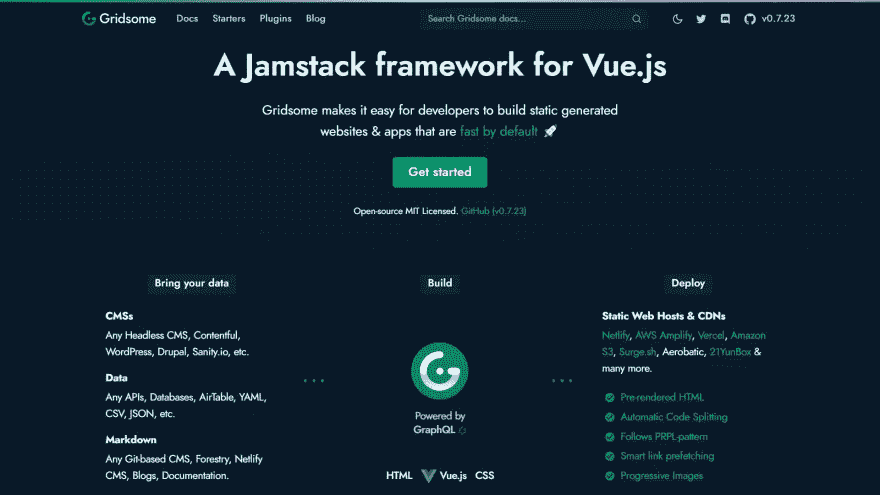 Gridsome Docs Starters Plugins Blog Search Gridsome docs... v0.7.23
A Jamstack framework for Vue.js
Gridsome makes it easy for developers to build static generated
websites & apps that are fast by default
Get started
Open-source MIT Licensed. GitHub (v0.7.23)
Bring your data
CMSs
Any Headless CMS, Contentful,
WordPress, Drupal, Sanity.io, etc.
Data
Any APIs, Databases, AirTable, YAML,
CSV, JSON, etc.
Markdown
Any Git-based CMS, Forestry, Netlify
CMS, Blogs, Documentation.
Build
Powered by
GraphQL
HTML Vue.js CSS
Deploy
Static Web Hosts & CDNs
Netlify, AWS Amplify, Vercel, Amazon
S3, Surge.sh, Aerobatic, 21YunBox &
many more.
Pre-rendered HTML
Automatic Code Splitting
Follows PRPL-pattern
Smart link prefetching
Progressive Images